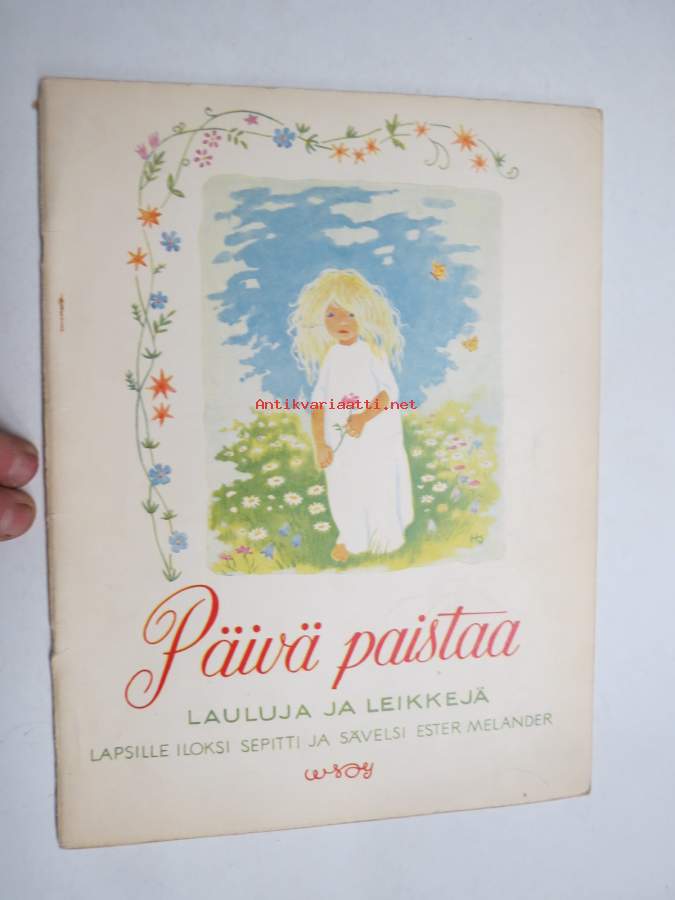 Antikvariaatti.net
Päivä paistaa
LAULUJA JA LEIKKEJÄ
LAPSILLE ILOKSI SEPITTI JA SÄVELSI ESTER MELANDER
WSOY